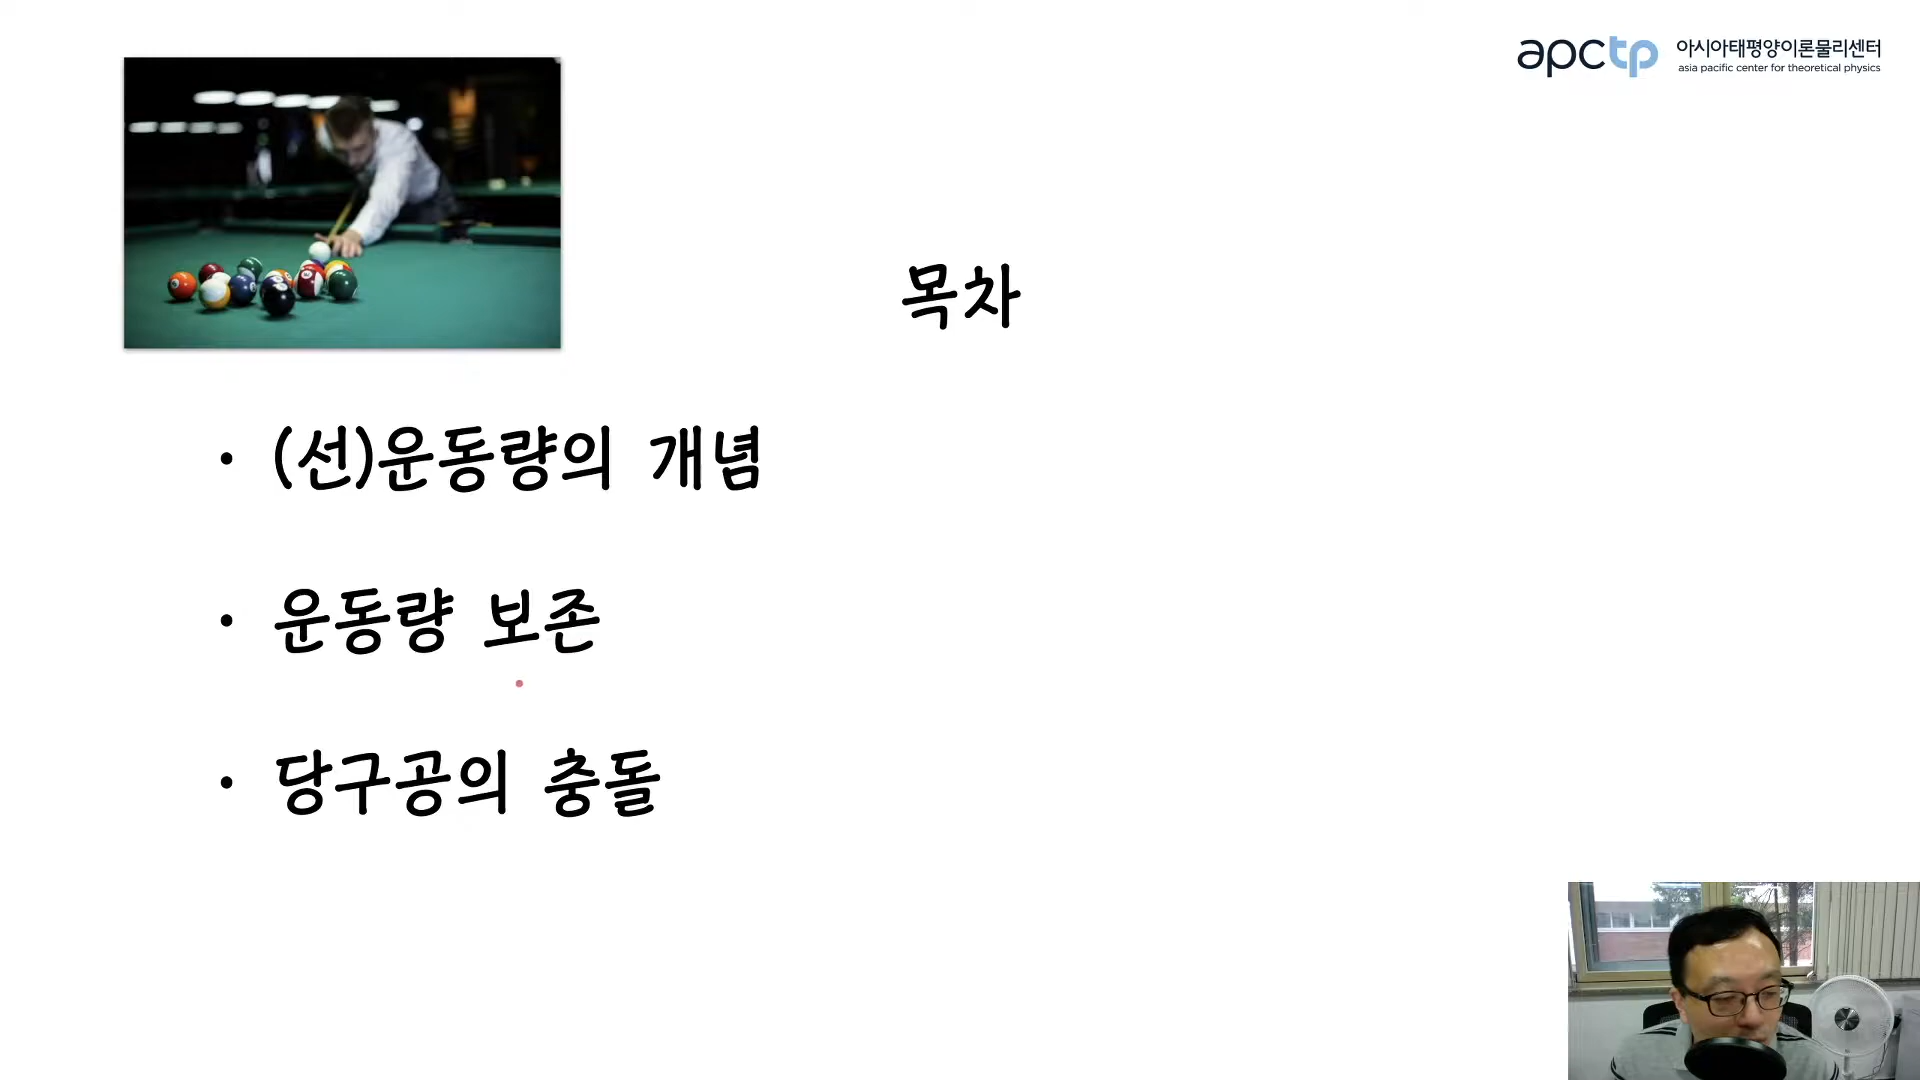 apctp 아시아태평양이론물리센터
asia pacific center for theoretical physics
목차
• (선)운동량의 개념
• 운동량 보존
• 당구공의 충돌